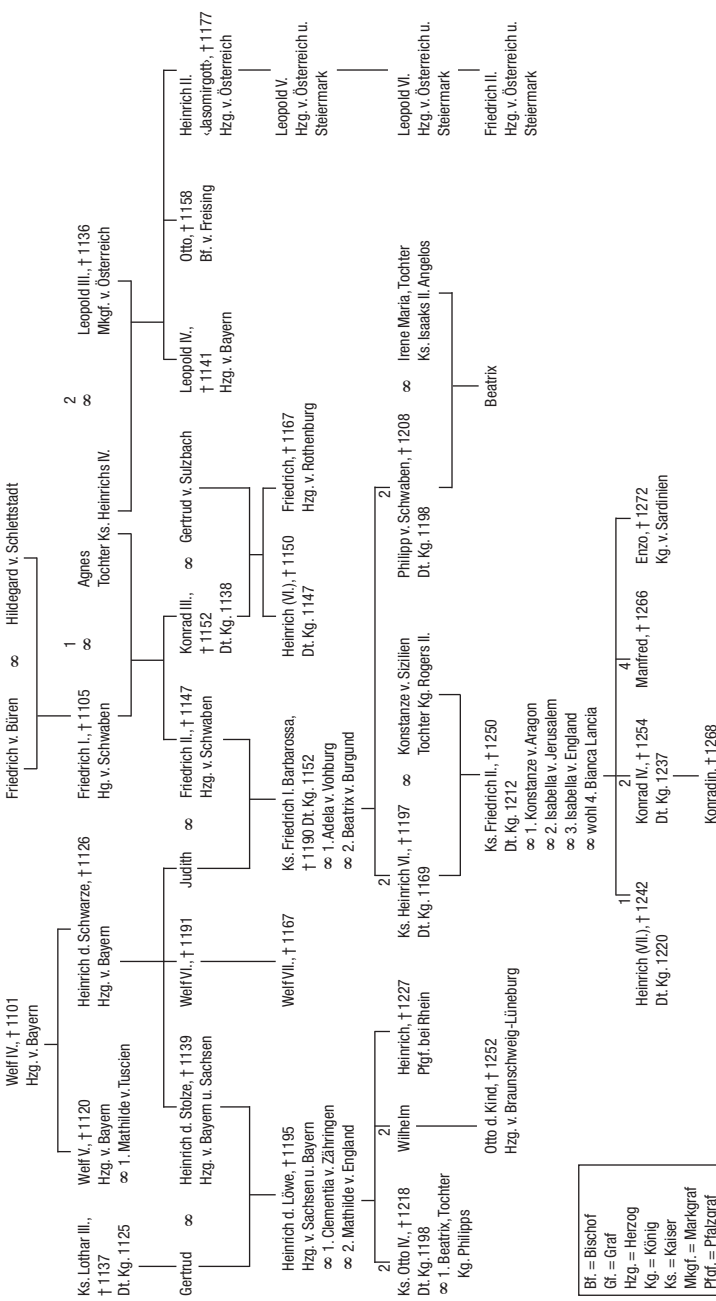 Friedrich v. Büren ∞ Hildegard v. Schlettstadt
Welf IV., † 1101
Hzg. v. Bayern
Ks. Lothar III.,
† 1137
Dt. Kg. 1125
Welf V., † 1120
Hzg. v. Bayern
∞ 1. Mathilde v. Tuscien
Heinrich d. Schwarze, † 1126
Hzg. v. Bayern
Friedrich I., † 1105
Hg. v. Schwaben
1
∞
Agnes
Tochter Ks. Heinrichs IV.
2
∞
Leopold III., † 1136
Mkgf. v. Österreich
Gertrud
∞
Heinrich d. Stolze, † 1139
Hzg. v. Bayern u. Sachsen
Welf VI., † 1191
Judith
∞
Friedrich II., † 1147
Hzg. v. Schwaben
Konrad III.,
† 1152
Dt. Kg. 1138
∞
Gertrud v. Sulzbach
Leopold IV.,
† 1141
Hzg. v. Bayern
Otto, † 1158
Bf. v. Freising
Heinrich II.
‹Jasomirgott›, † 1177
Hzg. v. Österreich
Heinrich d. Löwe, † 1195
Hzg. v. Sachsen u. Bayern
∞ 1. Clementia v. Zähringen
∞ 2. Mathilde v. England
Welf VII., † 1167
Ks. Friedrich I. Barbarossa,
† 1190 Dt. Kg. 1152
∞ 1. Adela v. Vohburg
∞ 2. Beatrix v. Burgund
Heinrich (VI.), † 1150
Dt. Kg. 1147
Friedrich, † 1167
Hzg. v. Rothenburg
Leopold V.
Hzg. v. Österreich u.
Steiermark
2
Ks. Otto IV., † 1218
Dt. Kg.1198
∞ 1. Beatrix, Tochter
Kg. Philipps
2
Wilhelm
Heinrich, † 1227
Pfgf. bei Rhein
2
Ks. Heinrich VI., † 1197
Dt. Kg. 1169
∞
Konstanze v. Sizilien
Tochter Kg. Rogers II.
2
Philipp v. Schwaben, † 1208
Dt. Kg. 1198
∞
Irene Maria, Tochter
Ks. Isaaks II. Angelos
Leopold VI.
Hzg. v. Österreich u.
Steiermark
Otto d. Kind, † 1252
Hzg. v. Braunschweig-Lüneburg
Ks. Friedrich II., † 1250
Dt. Kg. 1212
∞ 1. Konstanze v. Aragon
∞ 2. Isabella v. Jerusalem
∞ 3. Isabella v. England
∞ wohl 4. Bianca Lancia
Beatrix
Friedrich II.
Hzg. v. Österreich u.
Steiermark
1
Heinrich (VII.), † 1242
Dt. Kg. 1220
2
Konrad IV., † 1254
Dt. Kg. 1237
4
Manfred, † 1266
Enzo, † 1272
Kg. v. Sardinien
Konradin, † 1268
Bf. = Bischof
Gf. = Graf
Hzg. = Herzog
Kg. = König
Ks. = Kaiser
Mkgf. = Markgraf
Pfgf. = Pfalzgraf